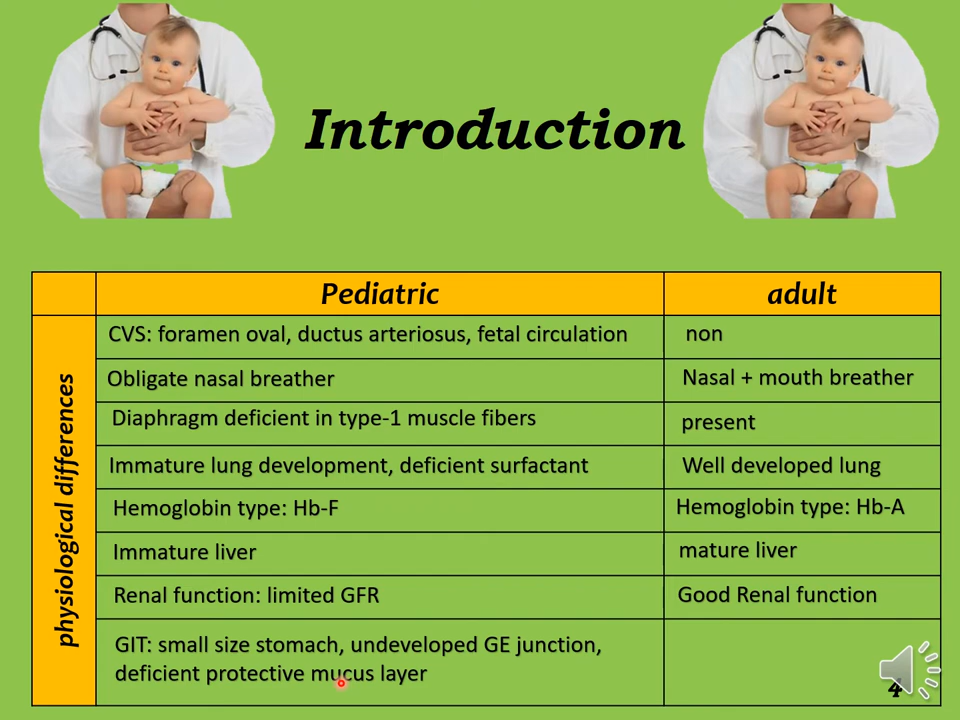 Introduction
Pediatric adult
physiological differences
CVS: foramen oval, ductus arteriosus, fetal circulation non
Obligate nasal breather Nasal + mouth breather
Diaphragm deficient in type-1 muscle fibers present
Immature lung development, deficient surfactant Well developed lung
Hemoglobin type: Hb-F Hemoglobin type: Hb-A
Immature liver mature liver
Renal function: limited GFR Good Renal function
GIT: small size stomach, undeveloped GE junction,
deficient protective mucus layer
4